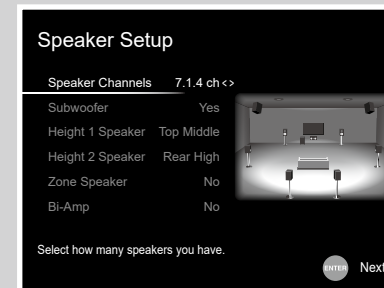 Speaker Setup
Speaker Channels 7.1.4 ch <>
Subwoofer Yes
Height 1 Speaker Top Middle
Height 2 Speaker Rear High
Zone Speaker No
Bi-Amp No
Select how many speakers you have.
ENTER Next